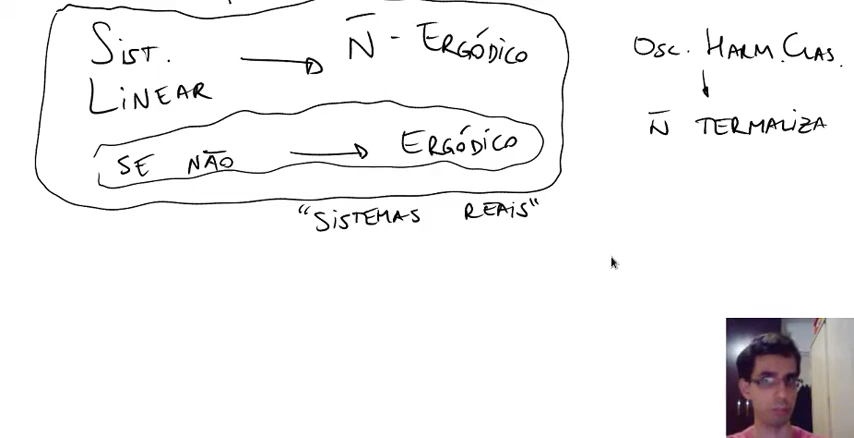 SIST. LINEAR → N̄ - ERGÓDICO
SE NÃO → ERGÓDICO
"SISTEMAS REAIS"
OSC. HARM. CLAS.
↓
N̄ TERMALIZA